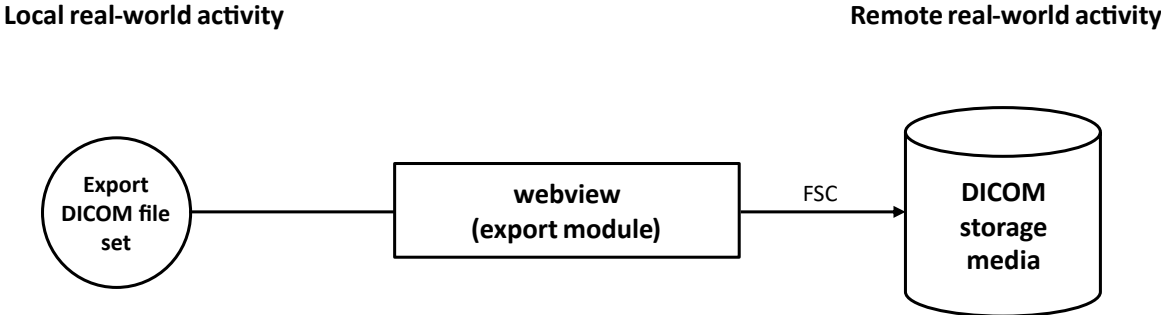 Local real-world activity
Remote real-world activity
Export
DICOM file
set
webview
(export module)
FSC
DICOM
storage
media